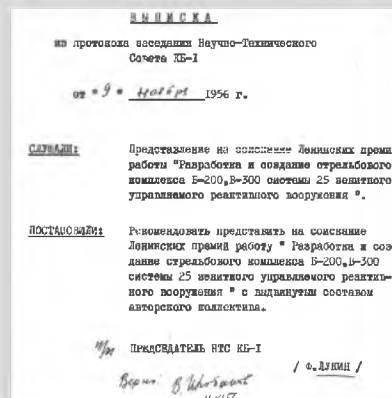 ВЫПИСКА
из протокола заседания Научно-Технического
Совета КБ-I
от "9" ноября 1956 г.
СЛУШАЛИ: Представление на соискание Ленинских преми
работы "Разработка и создание стрельбового
комплекса Б-200,В-300 системы 25 зенитного
управляемого реактивного вооружения ".
ПОСТАНОВИЛИ: Рекомендовать представить на соискание
Ленинских премий работу " Разработка и соз
дание стрельбового комплекса Б-200,В-300
системы 25 зенитного управляемого реактив-
ного вооружения " с выдвинутым составом
авторского коллектива.
п/п ПРЕДСЕДАТЕЛЬ НТС КБ-I
/ Ф.ЛУКИН /
Верно: В.